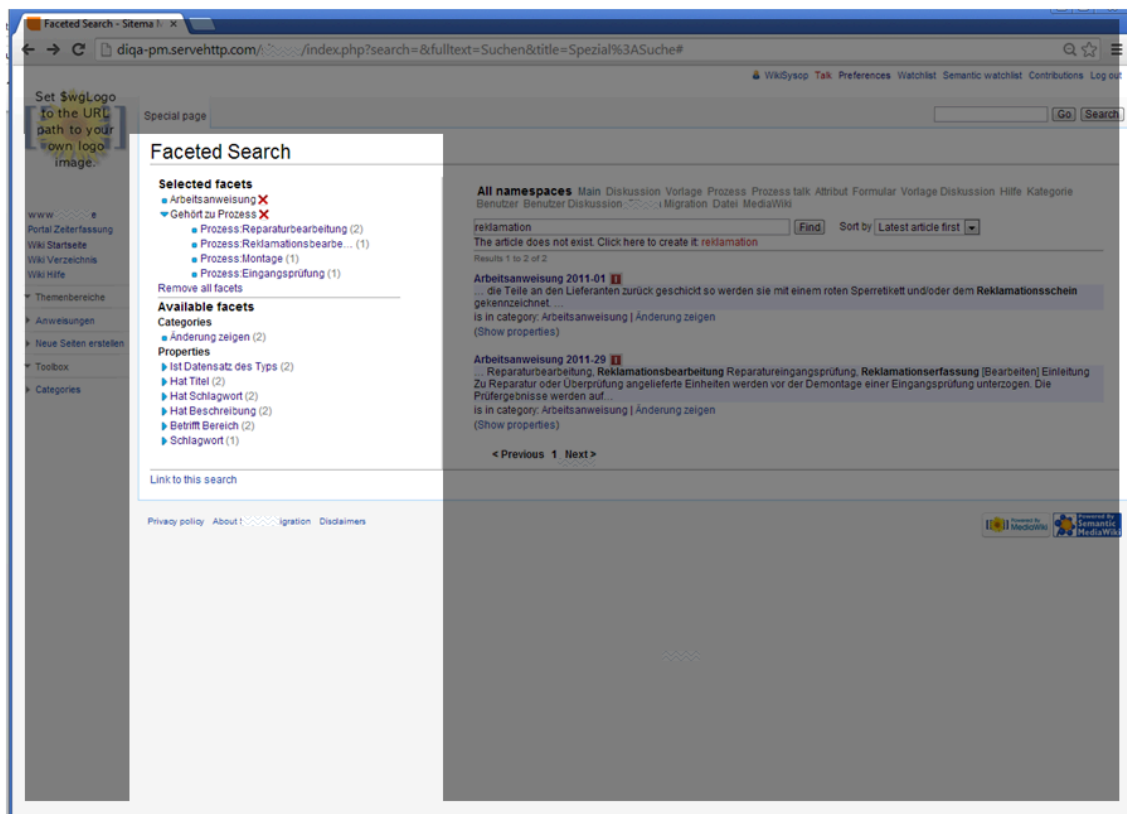 Faceted Search - Sitema
diqa-pm.servehttp.com/ /index.php?search=&fulltext=Suchen&title=Spezial%3ASuche#
WikiSysop Talk Preferences Watchlist Semantic watchlist Contributions Log out
Set $wgLogo
to the URL
path to your
own logo
image.
Special page
Go Search
Faceted Search
Selected facets
Arbeitsanweisung
Gehört zu Prozess
Prozess:Reparaturbearbeitung (2)
Prozess:Reklamationsbearbe... (1)
Prozess:Montage (1)
Prozess:Eingangsprüfung (1)
Remove all facets
Available facets
Categories
Änderung zeigen (2)
Properties
Ist Datensatz des Typs (2)
Hat Titel (2)
Hat Schlagwort (2)
Hat Beschreibung (2)
Betrifft Bereich (2)
Schlagwort (1)
Link to this search
www e
Portal Zeiterfassung
Wiki Startseite
Wiki Verzeichnis
Wiki Hilfe
Themenbereiche
Anweisungen
Neue Seiten erstellen
Toolbox
Categories
All namespaces Main Diskussion Vorlage Prozess Prozess talk Attribut Formular Vorlage Diskussion Hilfe Kategorie
Benutzer Benutzer Diskussion Migration Datei MediaWiki
reklamation Find Sort by Latest article first
The article does not exist. Click here to create it: reklamation
Results 1 to 2 of 2
Arbeitsanweisung 2011-01
... die Teile an den Lieferanten zurück geschickt so werden sie mit einem roten Sperretikett und/oder dem Reklamationsschein
gekennzeichnet. ...
is in category: Arbeitsanweisung | Änderung zeigen
(Show properties)
Arbeitsanweisung 2011-29
... Reparaturbearbeitung, Reklamationsbearbeitung Reparatureingangsprüfung, Reklamationserfassung [Bearbeiten] Einleitung
Zu Reparatur oder Überprüfung angelieferte Einheiten werden vor der Demontage einer Eingangsprüfung unterzogen. Die
Prüfergebnisse werden auf...
is in category: Arbeitsanweisung | Änderung zeigen
(Show properties)
< Previous 1 Next >
Privacy policy About igration Disclaimers
Powered By
MediaWiki
Powered By
Semantic
MediaWiki